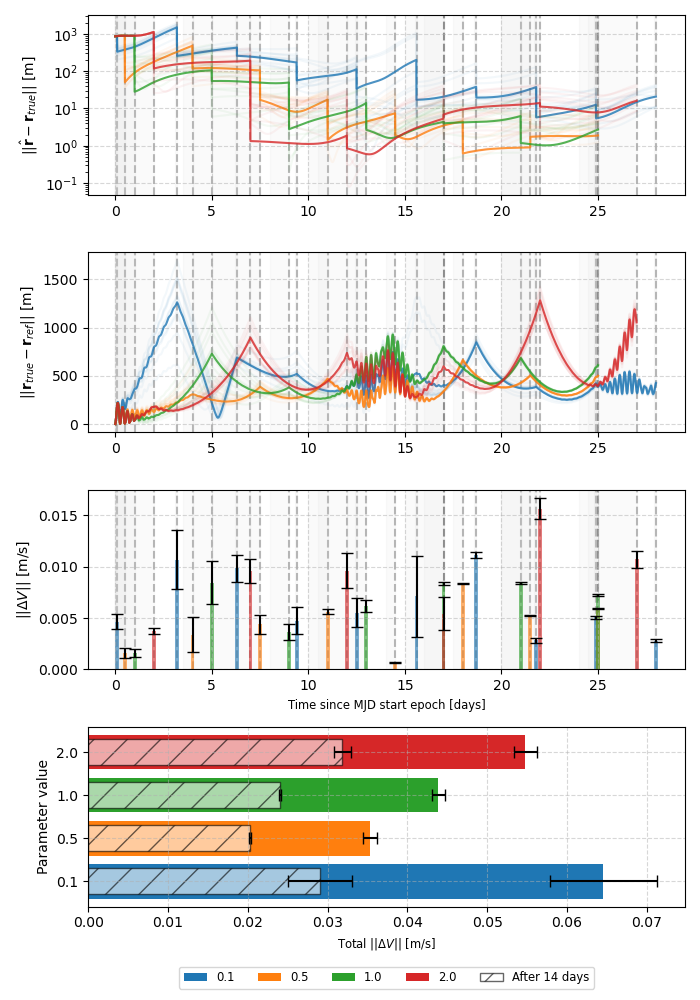 ||r̂ − r_true|| [m]
10³
10²
10¹
10⁰
10⁻¹
0 5 10 15 20 25
||r_true − r_ref|| [m]
1500
1000
500
0
0 5 10 15 20 25
||ΔV|| [m/s]
0.015
0.010
0.005
0.000
0 5 10 15 20 25
Time since MJD start epoch [days]
Parameter value
2.0
1.0
0.5
0.1
0.00 0.01 0.02 0.03 0.04 0.05 0.06 0.07
Total ||ΔV|| [m/s]
0.1 0.5 1.0 2.0 After 14 days